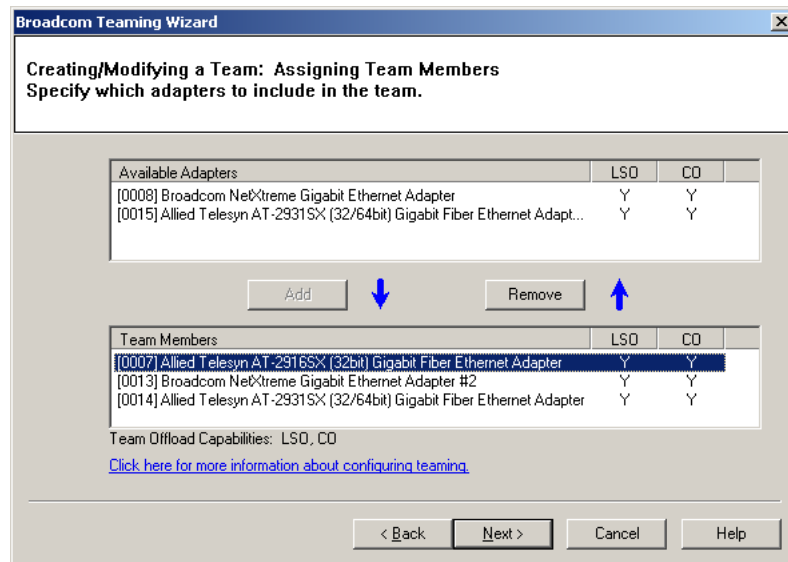 Broadcom Teaming Wizard
Creating/Modifying a Team: Assigning Team Members
Specify which adapters to include in the team.
Available Adapters LSO CO
[0008] Broadcom NetXtreme Gigabit Ethernet Adapter Y Y
[0015] Allied Telesyn AT-2931SX (32/64bit) Gigabit Fiber Ethernet Adapt... Y Y
Add Remove
Team Members LSO CO
[0007] Allied Telesyn AT-2916SX (32bit) Gigabit Fiber Ethernet Adapter Y Y
[0013] Broadcom NetXtreme Gigabit Ethernet Adapter #2 Y Y
[0014] Allied Telesyn AT-2931SX (32/64bit) Gigabit Fiber Ethernet Adapter Y Y
Team Offload Capabilities: LSO, CO
Click here for more information about configuring teaming.
< Back Next > Cancel Help